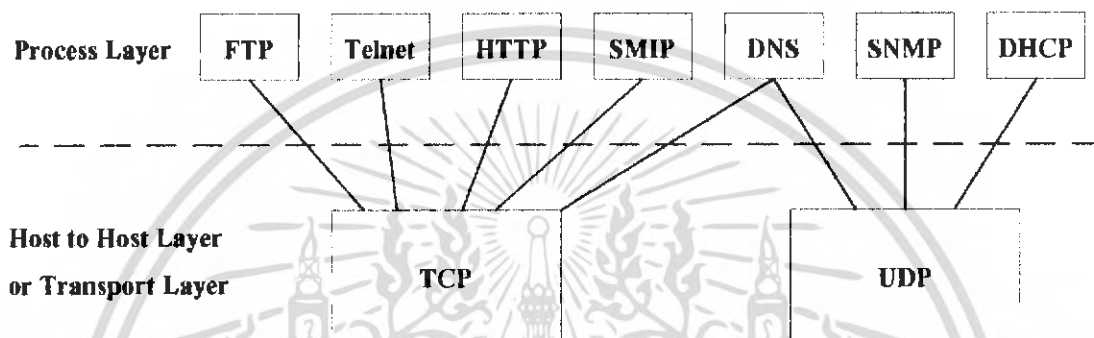 Process Layer FTP Telnet HTTP SMIP DNS SNMP DHCP
Host to Host Layer
or Transport Layer
TCP UDP